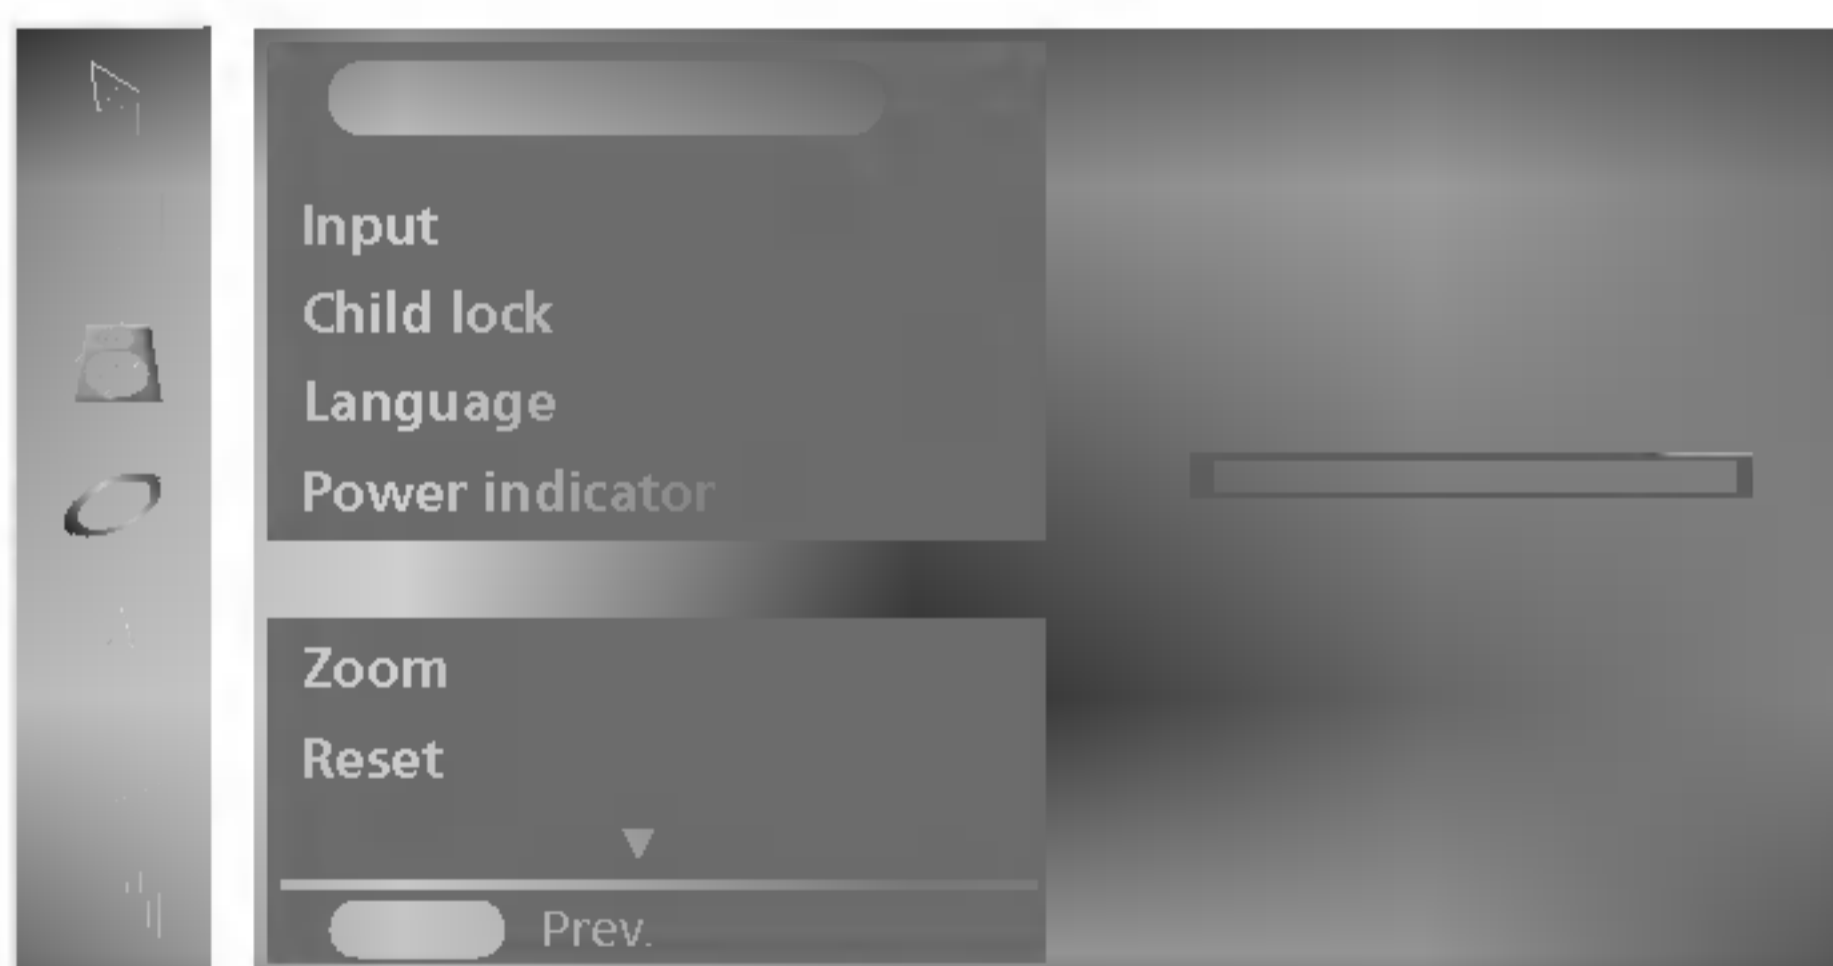 Input
Child lock
Language
Power indicator
Zoom
Reset
Prev.